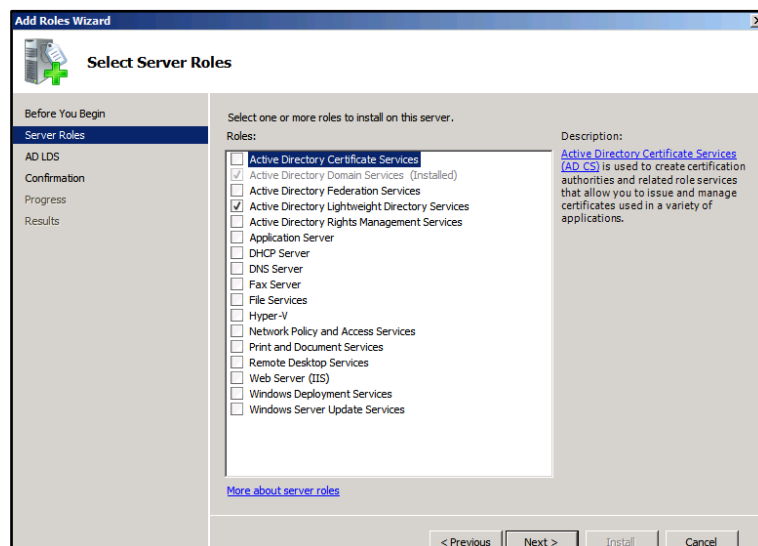 Add Roles Wizard
Select Server Roles
Before You Begin
Server Roles
AD LDS
Confirmation
Progress
Results
Select one or more roles to install on this server.
Roles:
Active Directory Certificate Services
Active Directory Domain Services (Installed)
Active Directory Federation Services
Active Directory Lightweight Directory Services
Active Directory Rights Management Services
Application Server
DHCP Server
DNS Server
Fax Server
File Services
Hyper-V
Network Policy and Access Services
Print and Document Services
Remote Desktop Services
Web Server (IIS)
Windows Deployment Services
Windows Server Update Services
More about server roles
Description:
Active Directory Certificate Services
(AD CS) is used to create certification
authorities and related role services
that allow you to issue and manage
certificates used in a variety of
applications.
< Previous
Next >
Install
Cancel